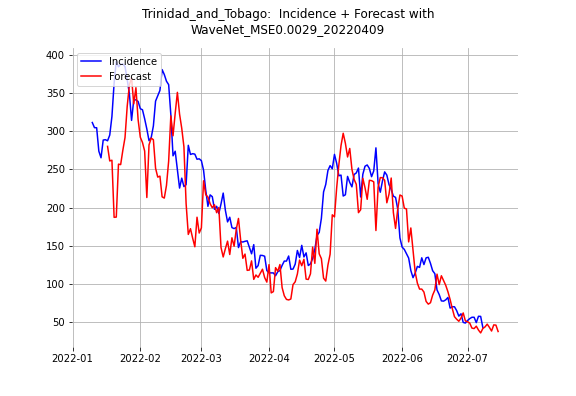 Trinidad_and_Tobago:  Incidence + Forecast with
WaveNet_MSE0.0029_20220409
Incidence
Forecast
400
350
300
250
200
150
100
50
2022-01 2022-02 2022-03 2022-04 2022-05 2022-06 2022-07